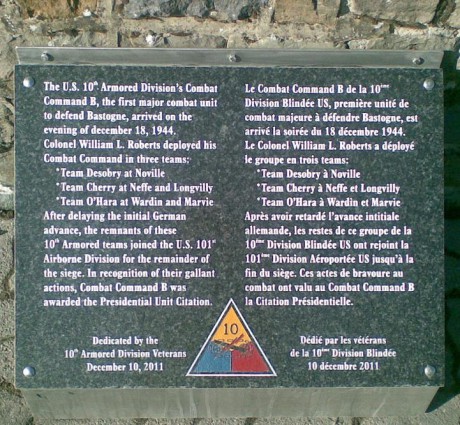 The U.S. 10th Armored Division's Combat
Command B, the first major combat unit
to defend Bastogne, arrived on the
evening of december 18, 1944.
Colonel William L. Roberts deployed his
Combat Command in three teams:
*Team Desobry at Noville
*Team Cherry at Neffe and Longvilly
*Team O'Hara at Wardin and Marvie
After delaying the initial German
advance, the remnants of these
10th Armored teams joined the U.S. 101st
Airborne Division for the remainder of
the siege. In recognition of their gallant
actions, Combat Command B was
awarded the Presidential Unit Citation.
Dedicated by the
10th Armored Division Veterans
December 10, 2011
Le Combat Command B de la 10ème
Division Blindée US, première unité de
combat majeure à défendre Bastogne, est
arrivé la soirée du 18 décembre 1944.
Le Colonel William L. Roberts a déployé
le groupe en trois teams:
*Team Desobry à Noville
*Team Cherry à Neffe et Longvilly
*Team O'Hara à Wardin et Marvie
Après avoir retardé l'avance intitiale
allemande, les restes de ce groupe de la
10ème Division Blindée US ont rejoint la
101ème Division Aéroportée US jusqu'à la
fin du siège. Ces actes de bravoure au
combat ont valu au Combat Command B
la Citation Présidentielle.
Dédié par les vétérans
de la 10ème Division Blindée
10 décembre 2011
10